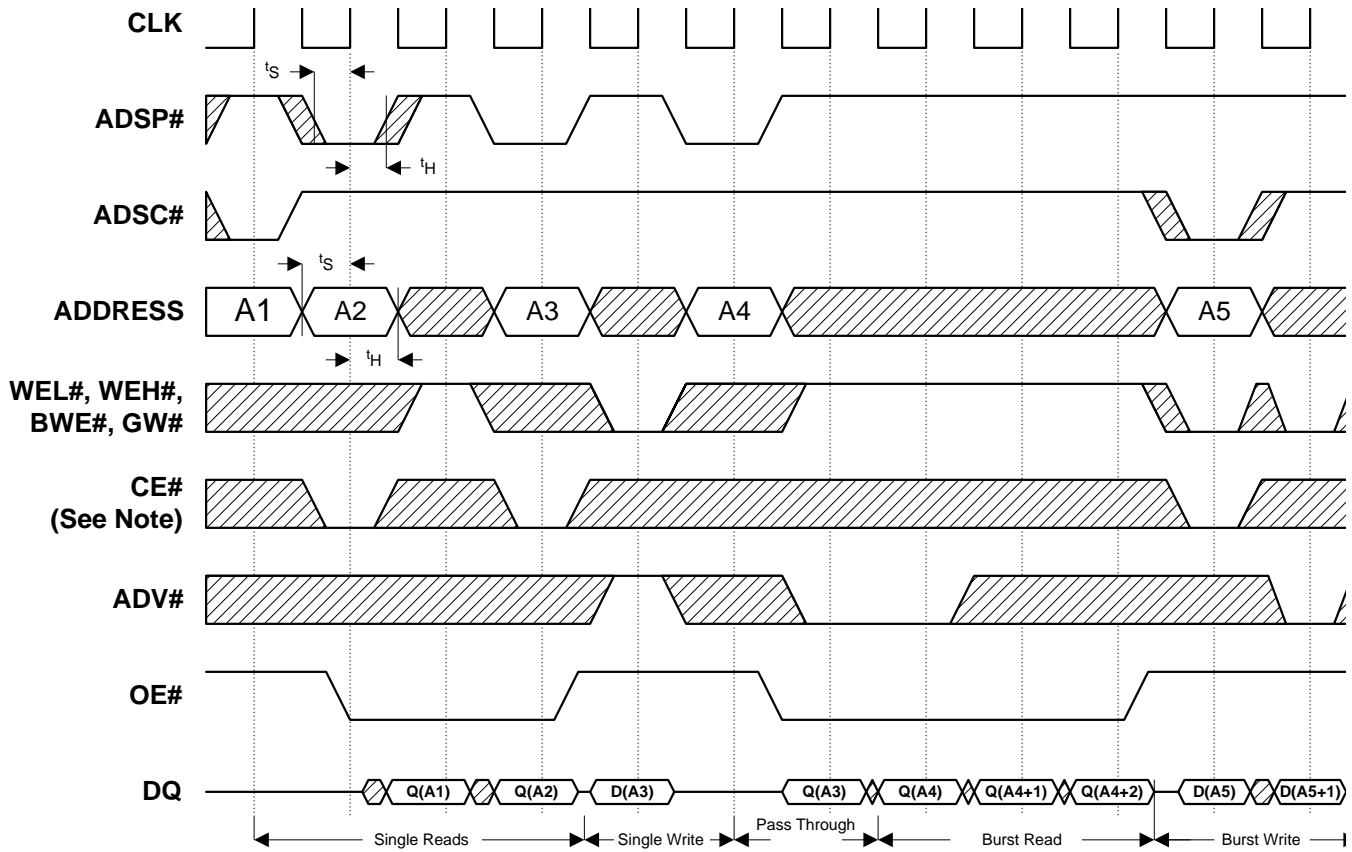 CLK
tS
ADSP#
tH
ADSC#
tS
ADDRESS A1 A2 A3 A4 A5
tH
WEL#, WEH#,
BWE#, GW#
CE#
(See Note)
ADV#
OE#
DQ Q(A1) Q(A2) D(A3) Q(A3) Q(A4) Q(A4+1) Q(A4+2) D(A5) D(A5+1)
Single Reads Single Write Pass Through Burst Read Burst Write